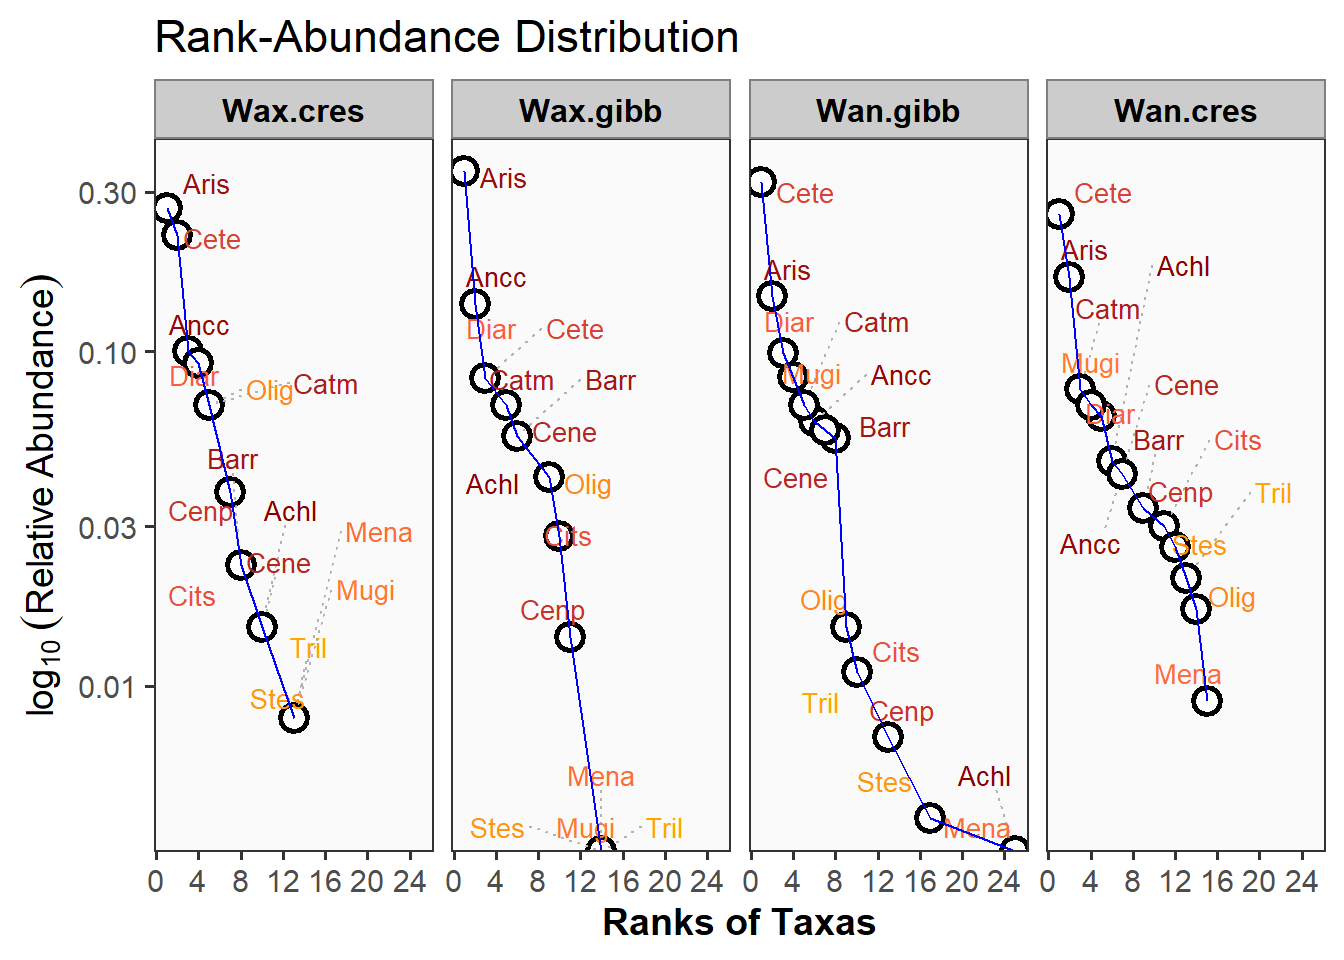 Rank-Abundance Distribution
Wax.cres Wax.gibb Wan.gibb Wan.cres
log10 (Relative Abundance)
0.30
0.10
0.03
0.01
Aris
Cete
Ancc
Diar
Olig
Catm
Barr
Cenp
Achl
Mena
Cene
Mugi
Cits
Tril
Stes
Aris
Ancc
Diar
Cete
Catm
Barr
Cene
Achl
Olig
Cits
Cenp
Mena
Stes
Mugi
Tril
Cete
Aris
Diar
Catm
Mugi
Ancc
Barr
Cene
Olig
Cits
Tril
Cenp
Stes
Achl
Mena
Cete
Aris
Achl
Catm
Mugi
Cene
Diar
Barr
Cits
Cenp
Tril
Ancc
Stes
Olig
Mena
0 4 8 12 16 20 24 0 4 8 12 16 20 24 0 4 8 12 16 20 24 0 4 8 12 16 20 24
Ranks of Taxas